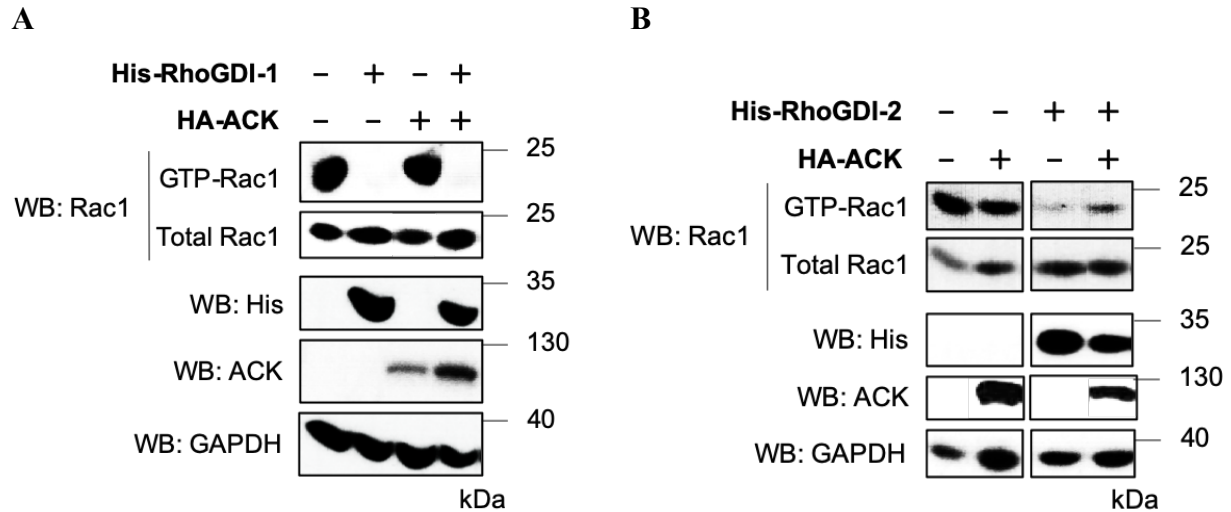 A
His-RhoGDI-1 – + – +
HA-ACK – – + +
25
GTP-Rac1
WB: Rac1
25
Total Rac1
35
WB: His
130
WB: ACK
40
WB: GAPDH
kDa
B
His-RhoGDI-2 – – + +
HA-ACK – + – +
25
GTP-Rac1
WB: Rac1
25
Total Rac1
35
WB: His
130
WB: ACK
40
WB: GAPDH
kDa